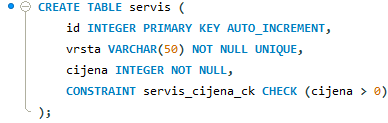 CREATE TABLE servis (
id INTEGER PRIMARY KEY AUTO_INCREMENT,
vrsta VARCHAR(50) NOT NULL UNIQUE,
cijena INTEGER NOT NULL,
CONSTRAINT servis_cijena_ck CHECK (cijena > 0)
);